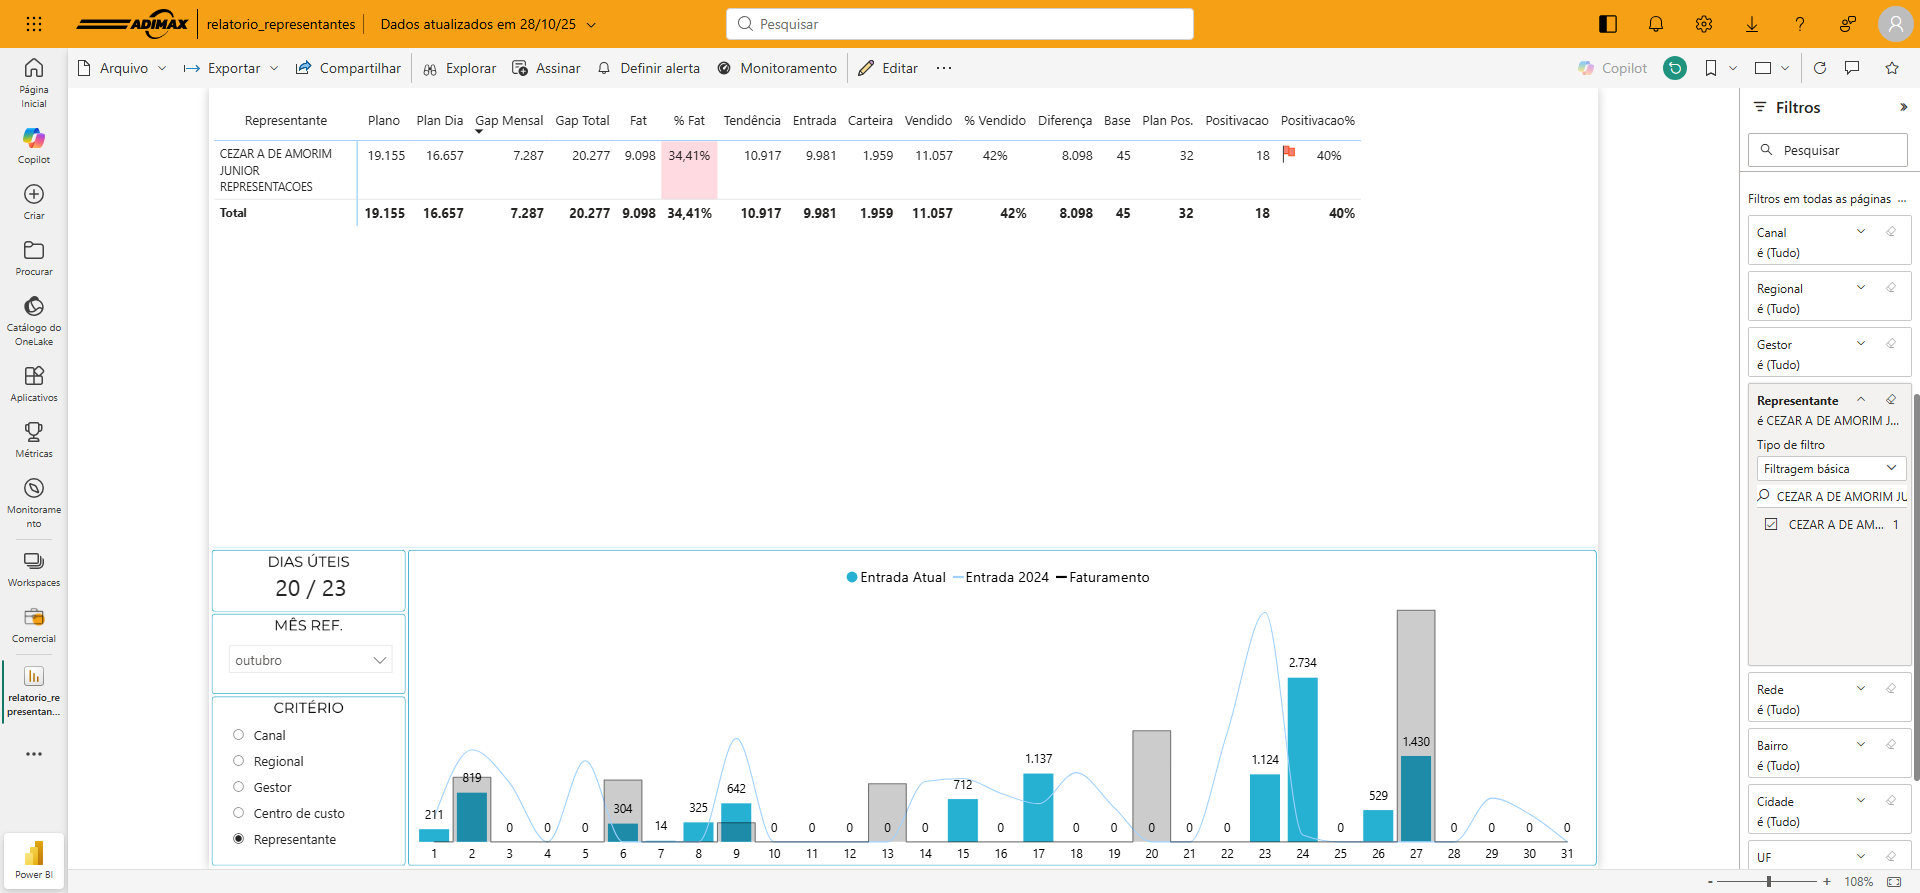 ADIMAX
relatorio_representantes
Dados atualizados em 28/10/25
Pesquisar
Arquivo
Exportar
Compartilhar
Explorar
Assinar
Definir alerta
Monitoramento
Editar
Copilot
Página Inicial
Copilot
Criar
Procurar
Catálogo do OneLake
Aplicativos
Métricas
Monitorame
nto
Workspaces
Comercial
relatorio_re
presentan...
Power BI
Representante Plano Plan Dia Gap Mensal Gap Total Fat % Fat Tendência Entrada Carteira Vendido % Vendido Diferença Base Plan Pos. Positivacao Positivacao%
CEZAR A DE AMORIM 19.155 16.657 7.287 20.277 9.098 34,41% 10.917 9.981 1.959 11.057 42% 8.098 45 32 18 40%
JUNIOR
REPRESENTACOES
Total 19.155 16.657 7.287 20.277 9.098 34,41% 10.917 9.981 1.959 11.057 42% 8.098 45 32 18 40%
DIAS ÚTEIS
20 / 23
MÊS REF.
outubro
CRITÉRIO
Canal
Regional
Gestor
Centro de custo
Representante
Entrada Atual Entrada 2024 Faturamento
211 819 0 0 0 304 14 325 642 0 0 0 0 0 712 0 1.137 0 0 0 0 0 1.124 2.734 0 529 1.430 0 0 0 0
1 2 3 4 5 6 7 8 9 10 11 12 13 14 15 16 17 18 19 20 21 22 23 24 25 26 27 28 29 30 31
Filtros
Pesquisar
Filtros em todas as páginas ...
Canal
é (Tudo)
Regional
é (Tudo)
Gestor
é (Tudo)
Representante
é CEZAR A DE AMORIM J...
Tipo de filtro
Filtragem básica
CEZAR A DE AMORIM JU
CEZAR A DE AM... 1
Rede
é (Tudo)
Bairro
é (Tudo)
Cidade
é (Tudo)
UF
- + 108%